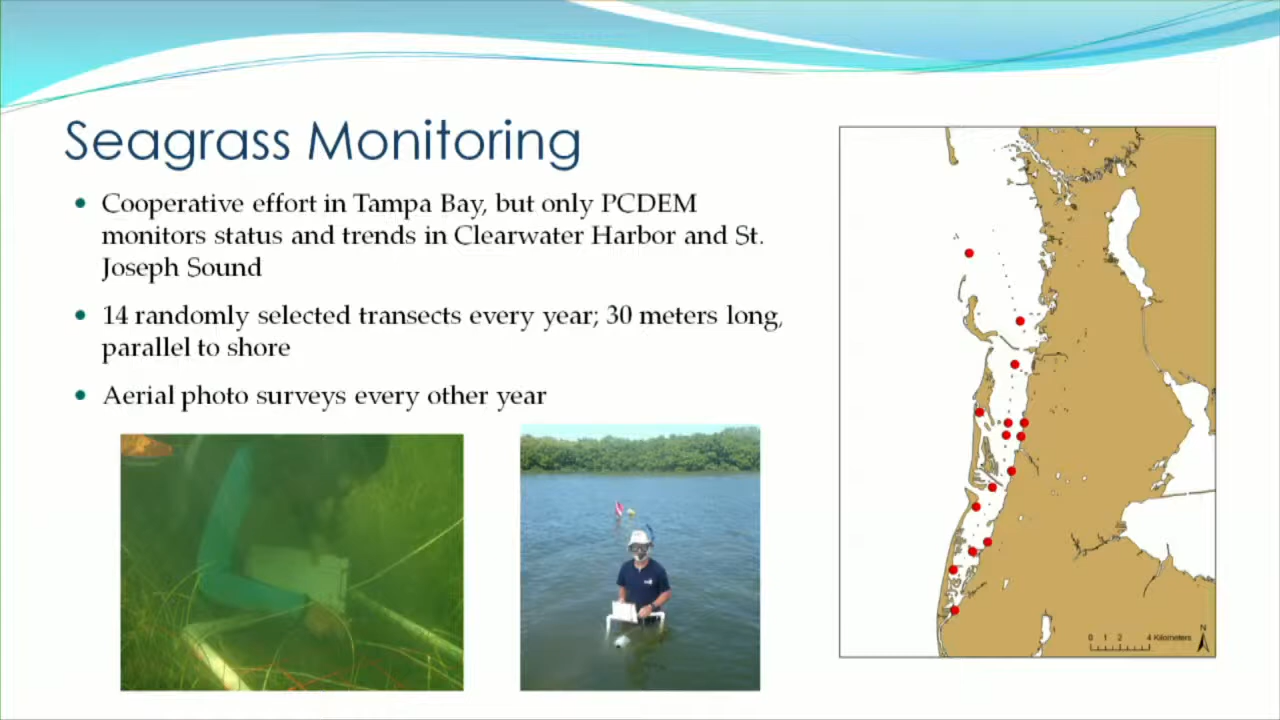 Seagrass Monitoring
Cooperative effort in Tampa Bay, but only PCDEM
monitors status and trends in Clearwater Harbor and St.
Joseph Sound
14 randomly selected transects every year; 30 meters long,
parallel to shore
Aerial photo surveys every other year
N
0 1 2 4 Kilometers